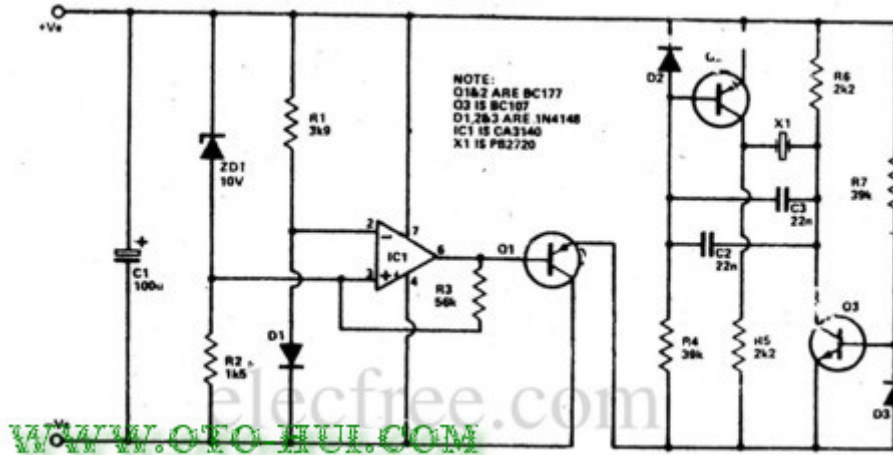 +Ve
D2
Q2
R6
2k2
NOTE:
Q1&2 ARE BC177
Q3 IS BC107
D1,2&3 ARE 1N4148
IC1 IS CA3140
X1 IS PB2720
R1
3k9
X1
ZD1
10V
R7
39k
C3
22n
2
7
6
Q1
IC1
3
4
C2
22n
+
C1
100u
R3
56k
Q3
D1
R4
39k
R5
2k2
R2
1k5
D3
elecfree.com
-Ve
WWW.OTO-HUI.COM